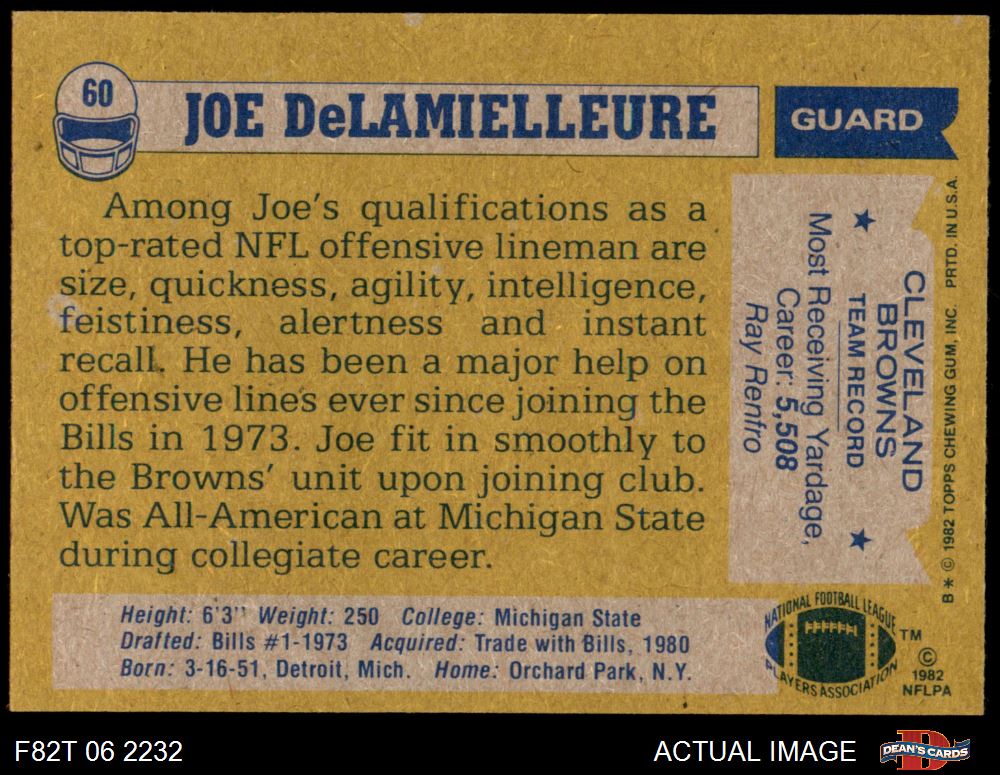 60
JOE DeLAMIELLEURE
GUARD
Among Joe's qualifications as a
top-rated NFL offensive lineman are
size, quickness, agility, intelligence,
feistiness, alertness and instant
recall. He has been a major help on
offensive lines ever since joining the
Bills in 1973. Joe fit in smoothly to
the Browns' unit upon joining club.
Was All-American at Michigan State
during collegiate career.
CLEVELAND
BROWNS
★ TEAM RECORD ★
Most Receiving Yardage,
Career: 5,508
Ray Renfro
B * © 1982 TOPPS CHEWING GUM, INC. PRTD. IN U.S.A.
Height: 6'3" Weight: 250 College: Michigan State
Drafted: Bills #1-1973 Acquired: Trade with Bills, 1980
Born: 3-16-51, Detroit, Mich. Home: Orchard Park, N.Y.
NATIONAL FOOTBALL LEAGUE
PLAYERS ASSOCIATION
TM
©
1982
NFLPA
F82T 06 2232
ACTUAL IMAGE
DEAN'S CARDS